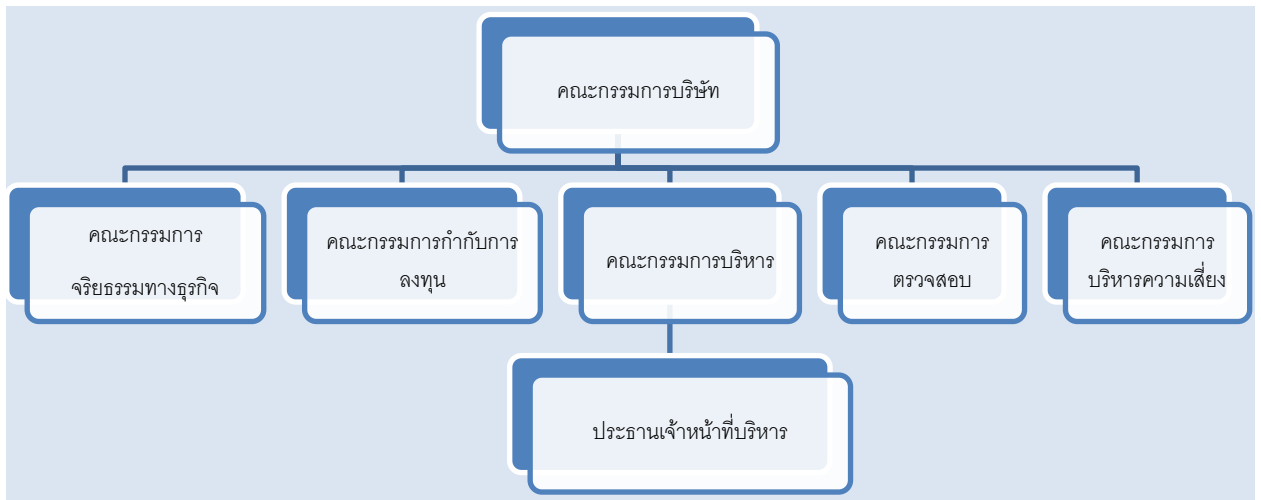 คณะกรรมการบริษัท
คณะกรรมการ
จริยธรรมทางธุรกิจ
คณะกรรมการกำกับการ
ลงทุน
คณะกรรมการบริหาร
คณะกรรมการ
ตรวจสอบ
คณะกรรมการ
บริหารความเสี่ยง
ประธานเจ้าหน้าที่บริหาร